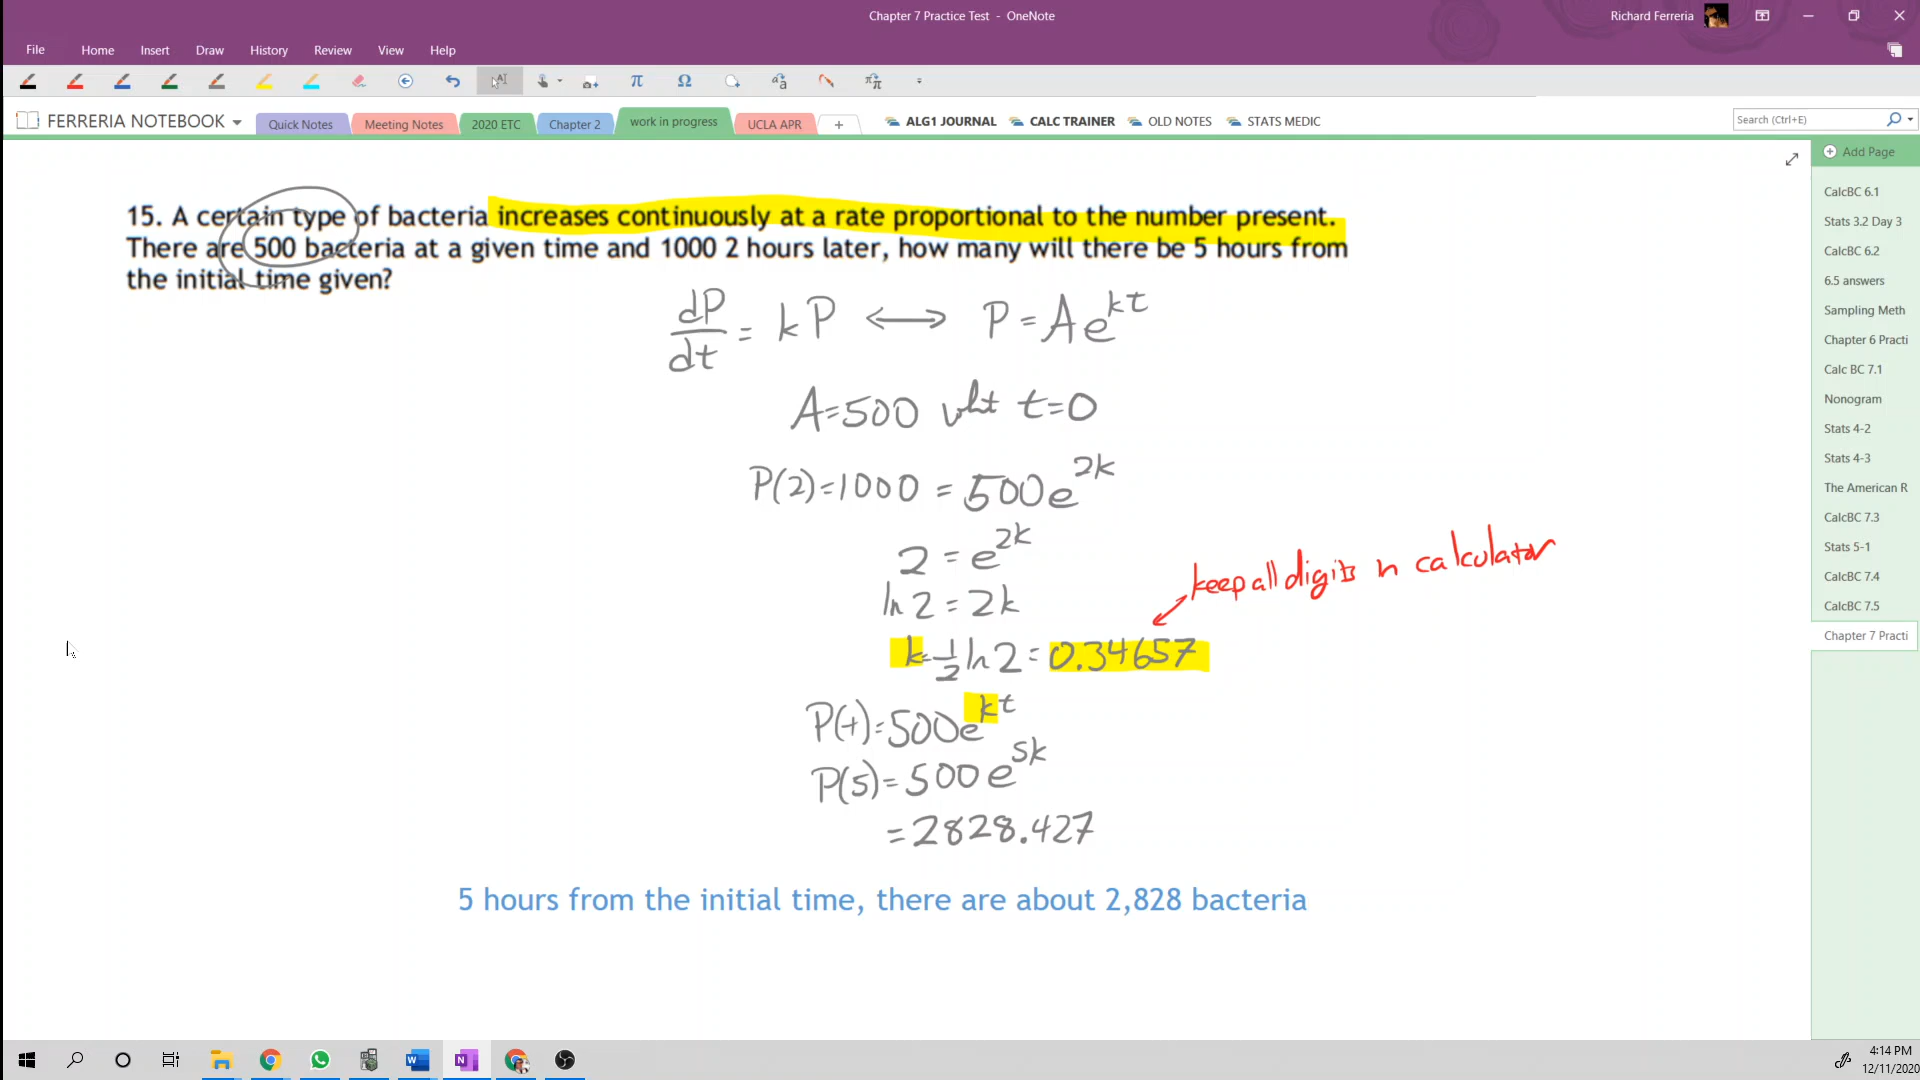 Chapter 7 Practice Test - OneNote
Richard Ferreria
File Home Insert Draw History Review View Help
FERRERIA NOTEBOOK
Quick Notes Meeting Notes 2020 ETC Chapter 2 work in progress UCLA APR + ALG1 JOURNAL CALC TRAINER OLD NOTES STATS MEDIC
Search (Ctrl+E)
Add Page
CalcBC 6.1
Stats 3.2 Day 3
CalcBC 6.2
6.5 answers
Sampling Meth
Chapter 6 Practi
Calc BC 7.1
Nonogram
Stats 4-2
Stats 4-3
The American R
CalcBC 7.3
Stats 5-1
CalcBC 7.4
CalcBC 7.5
Chapter 7 Practi
15. A certain type of bacteria increases continuously at a rate proportional to the number present.
There are 500 bacteria at a given time and 1000 2 hours later, how many will there be 5 hours from
the initial time given?
dP/dt = kP ⟷ P = Ae^kt
A=500 t=0
P(2)=1000 = 500e^2k
2 = e^2k
ln 2 = 2k
k=1/2 ln 2 = 0.34657
keep all digits in calculator
P(t)=500e^kt
P(5)=500e^5k
=2828.427
5 hours from the initial time, there are about 2,828 bacteria
4:14 PM
12/11/2020